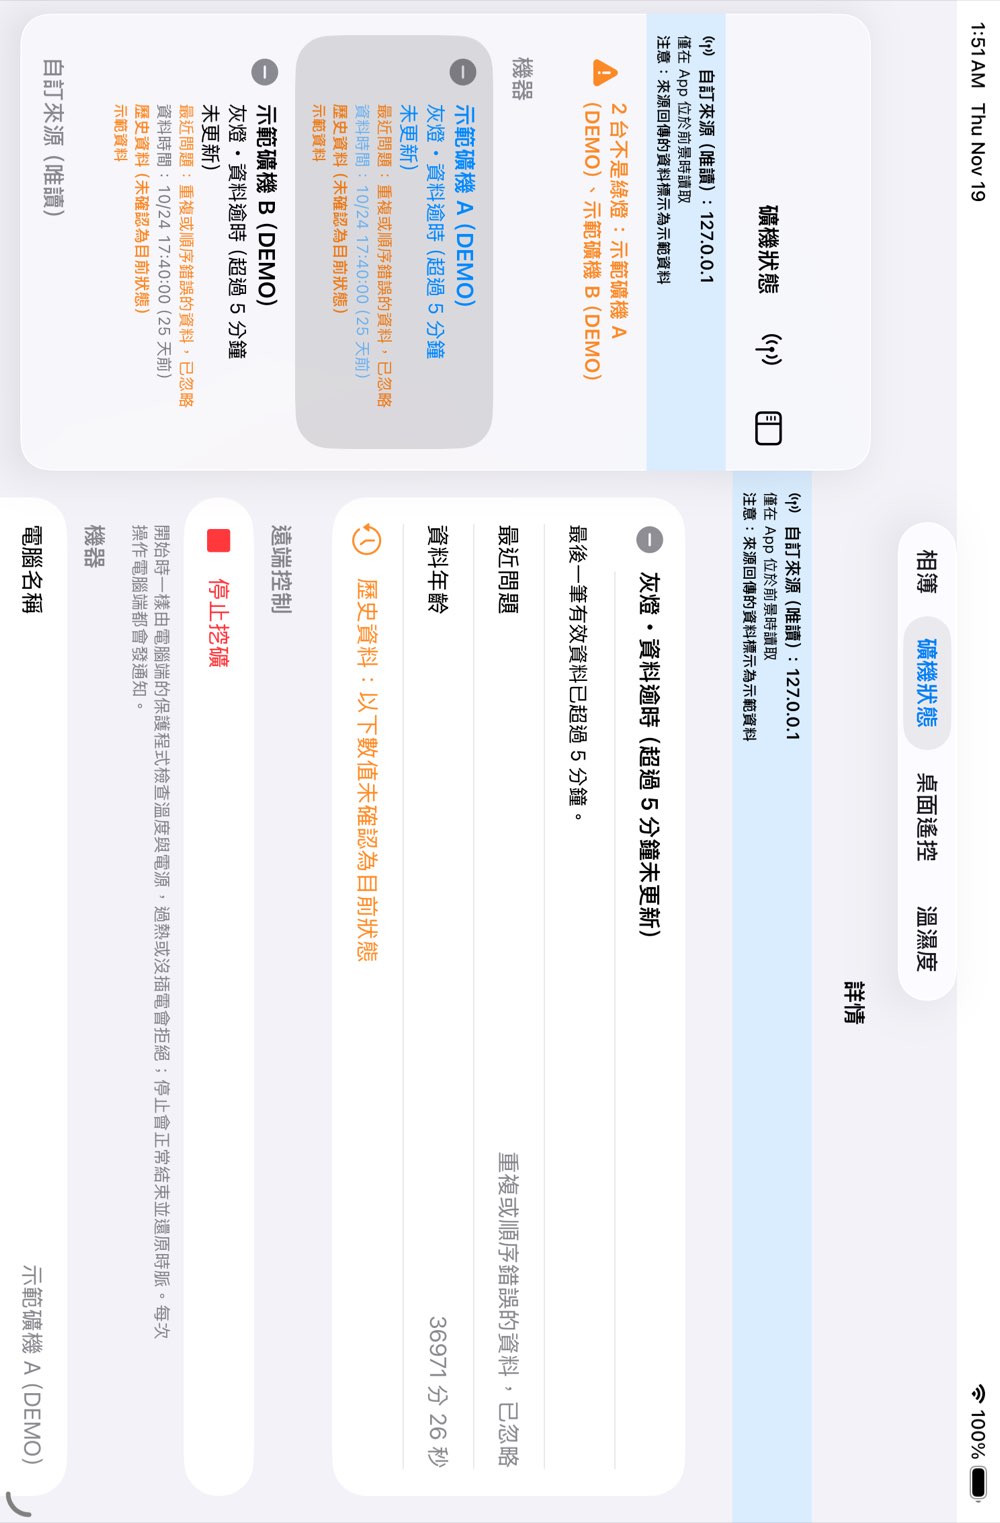 1:51 AM Thu Nov 19
100%
相簿 礦機狀態 桌面遙控 溫濕度
礦機狀態
自訂來源（唯讀）：127.0.0.1
僅在 App 位於前景時讀取
注意：來源回傳的資料標示為示範資料
2 台不是綠燈：示範礦機 A
（DEMO）、示範礦機 B（DEMO）
機器
示範礦機 A（DEMO）
灰燈・資料逾時（超過 5 分鐘
未更新）
最近問題：重複或順序錯誤的資料，已忽略
資料時間：10/24 17:40:00（25 天前）
歷史資料（未確認為目前狀態）
示範資料
示範礦機 B（DEMO）
灰燈・資料逾時（超過 5 分鐘
未更新）
最近問題：重複或順序錯誤的資料，已忽略
資料時間：10/24 17:40:00（25 天前）
歷史資料（未確認為目前狀態）
示範資料
自訂來源（唯讀）
詳情
自訂來源（唯讀）：127.0.0.1
僅在 App 位於前景時讀取
注意：來源回傳的資料標示為示範資料
灰燈・資料逾時（超過 5 分鐘未更新）
最後一筆有效資料已超過 5 分鐘。
最近問題 重複或順序錯誤的資料，已忽略
資料年齡 36971 分 26 秒
歷史資料：以下數值未確認為目前狀態
遠端控制
停止挖礦
開始時一樣由電腦端的保護程式檢查溫度與電源，過熱或沒插電會拒絕；停止會正常結束並還原時脈。每次
操作電腦端都會發通知。
機器
電腦名稱 示範礦機 A（DEMO）